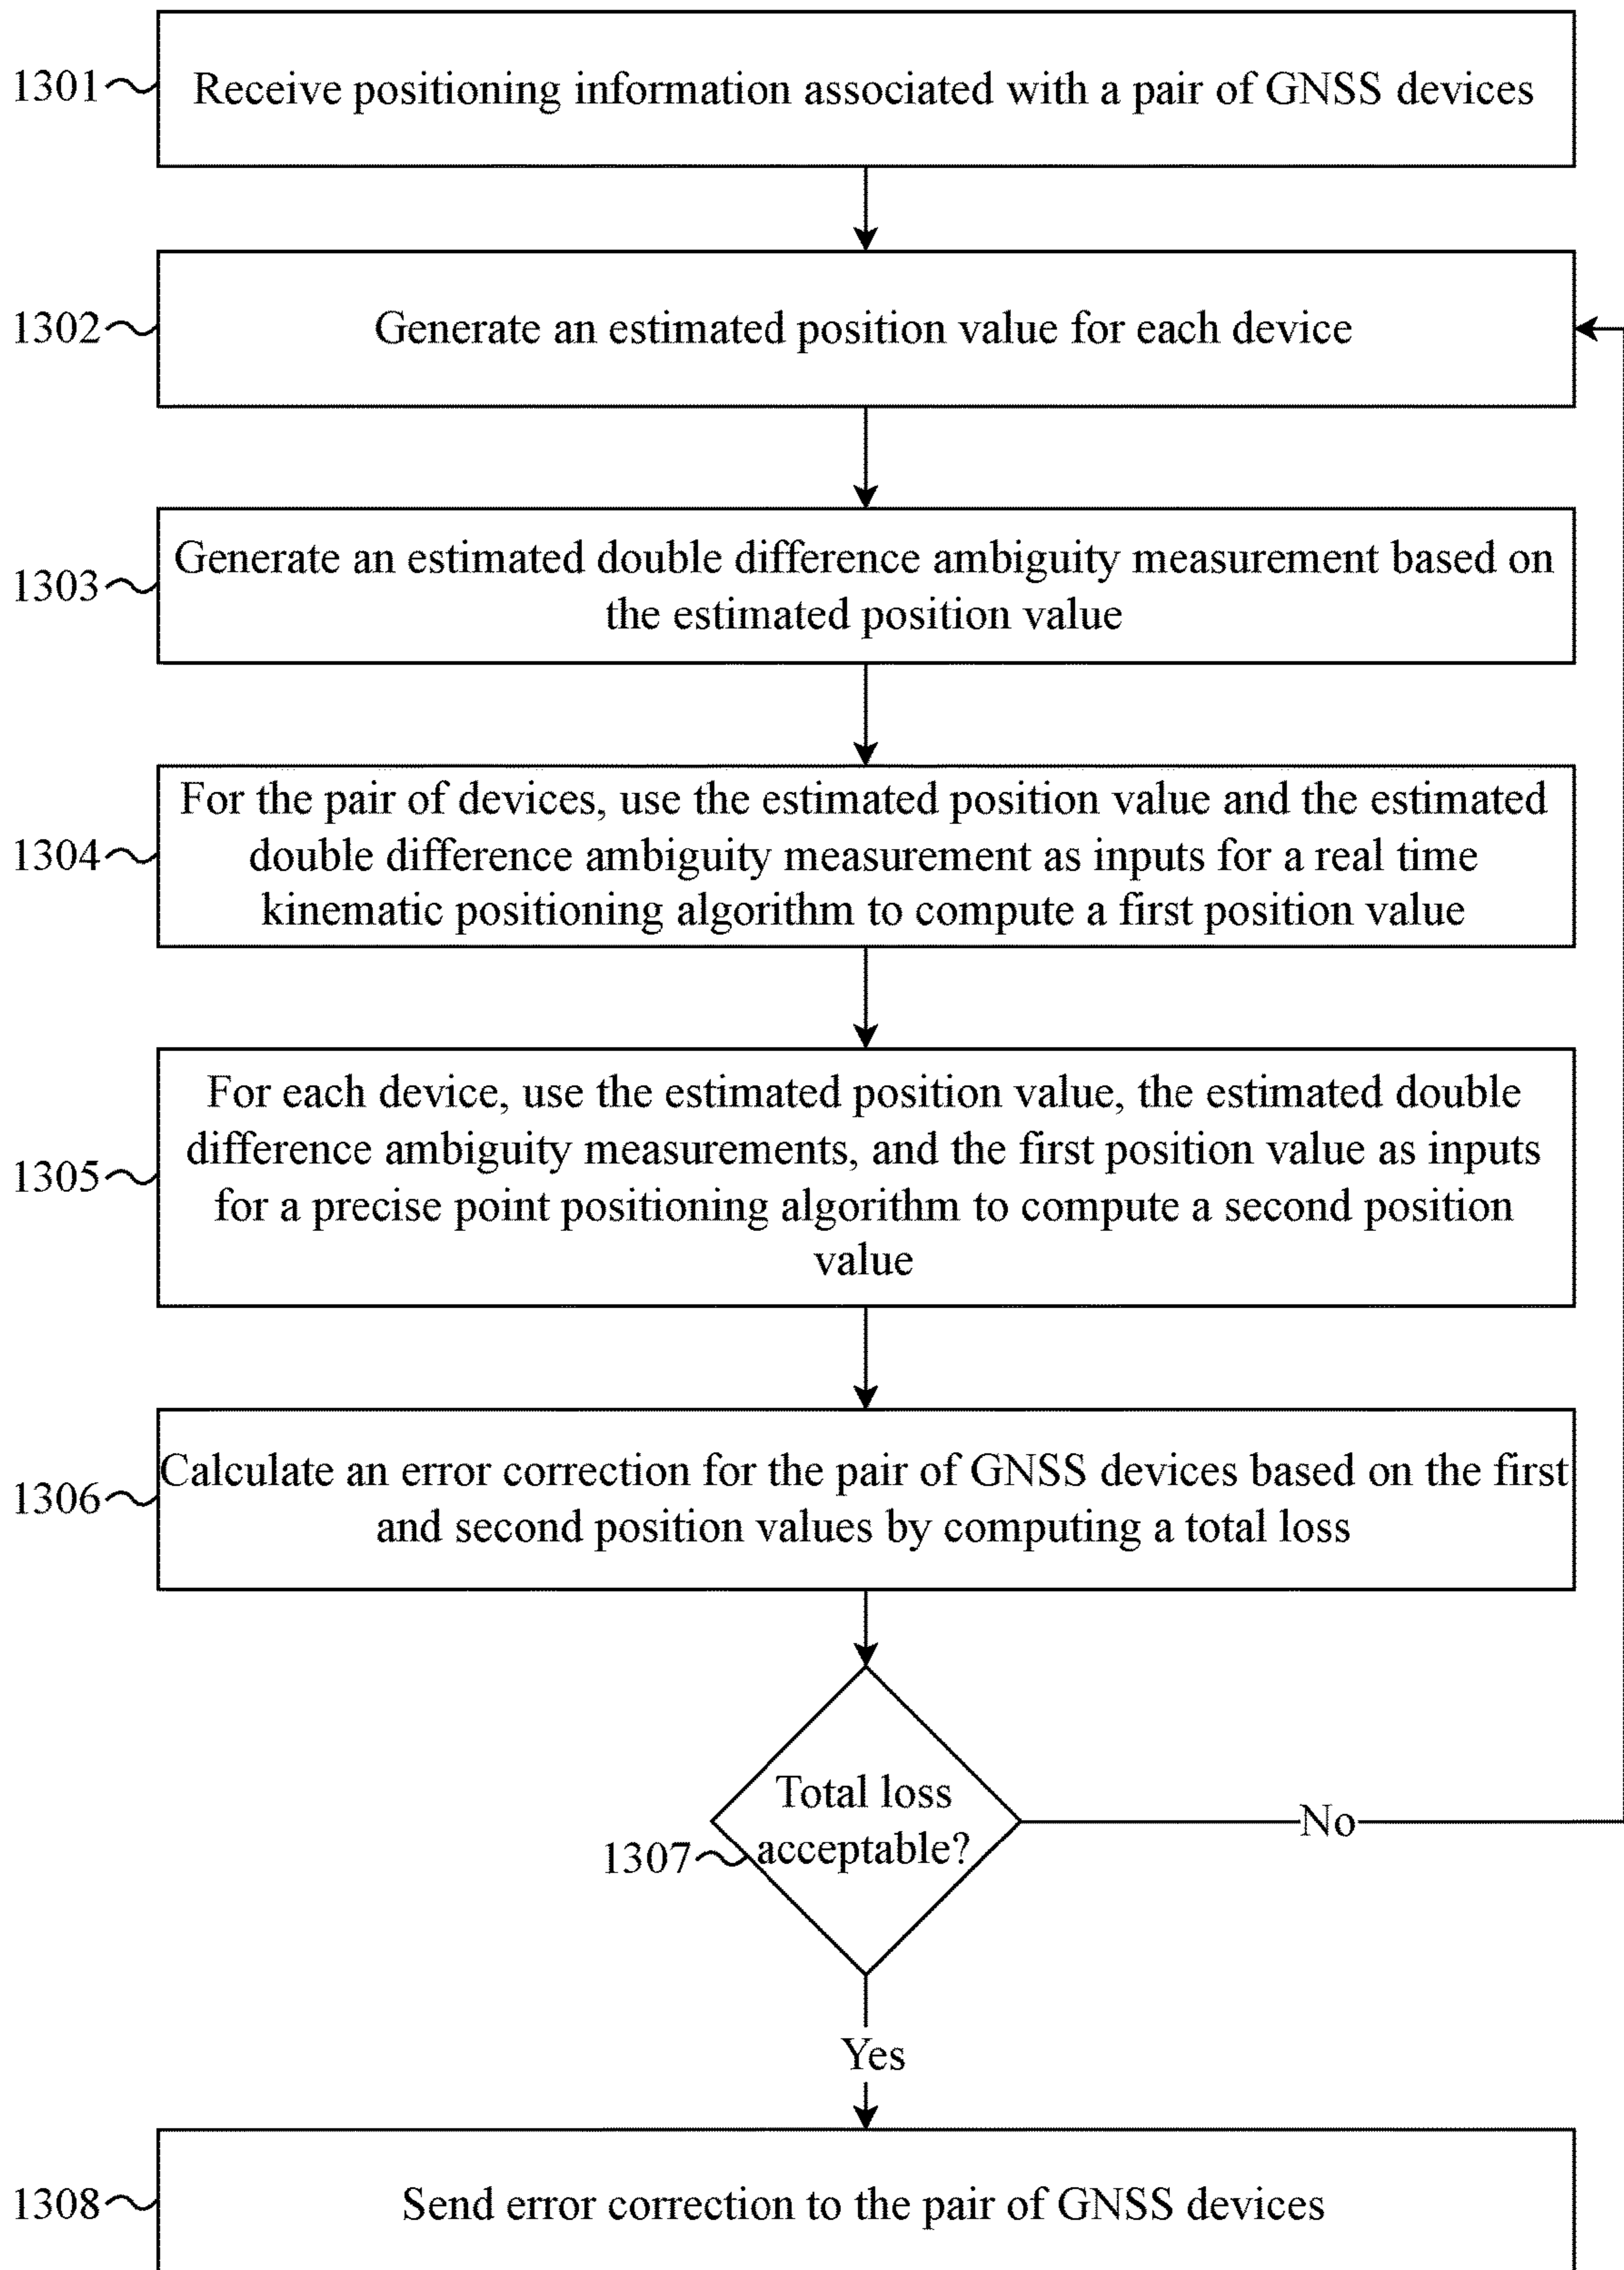 1301
Receive positioning information associated with a pair of GNSS devices
1302
Generate an estimated position value for each device
1303
Generate an estimated double difference ambiguity measurement based on
the estimated position value
1304
For the pair of devices, use the estimated position value and the estimated
double difference ambiguity measurement as inputs for a real time
kinematic positioning algorithm to compute a first position value
1305
For each device, use the estimated position value, the estimated double
difference ambiguity measurements, and the first position value as inputs
for a precise point positioning algorithm to compute a second position
value
1306
Calculate an error correction for the pair of GNSS devices based on the first
and second position values by computing a total loss
1307
Total loss
acceptable?
No
Yes
1308
Send error correction to the pair of GNSS devices